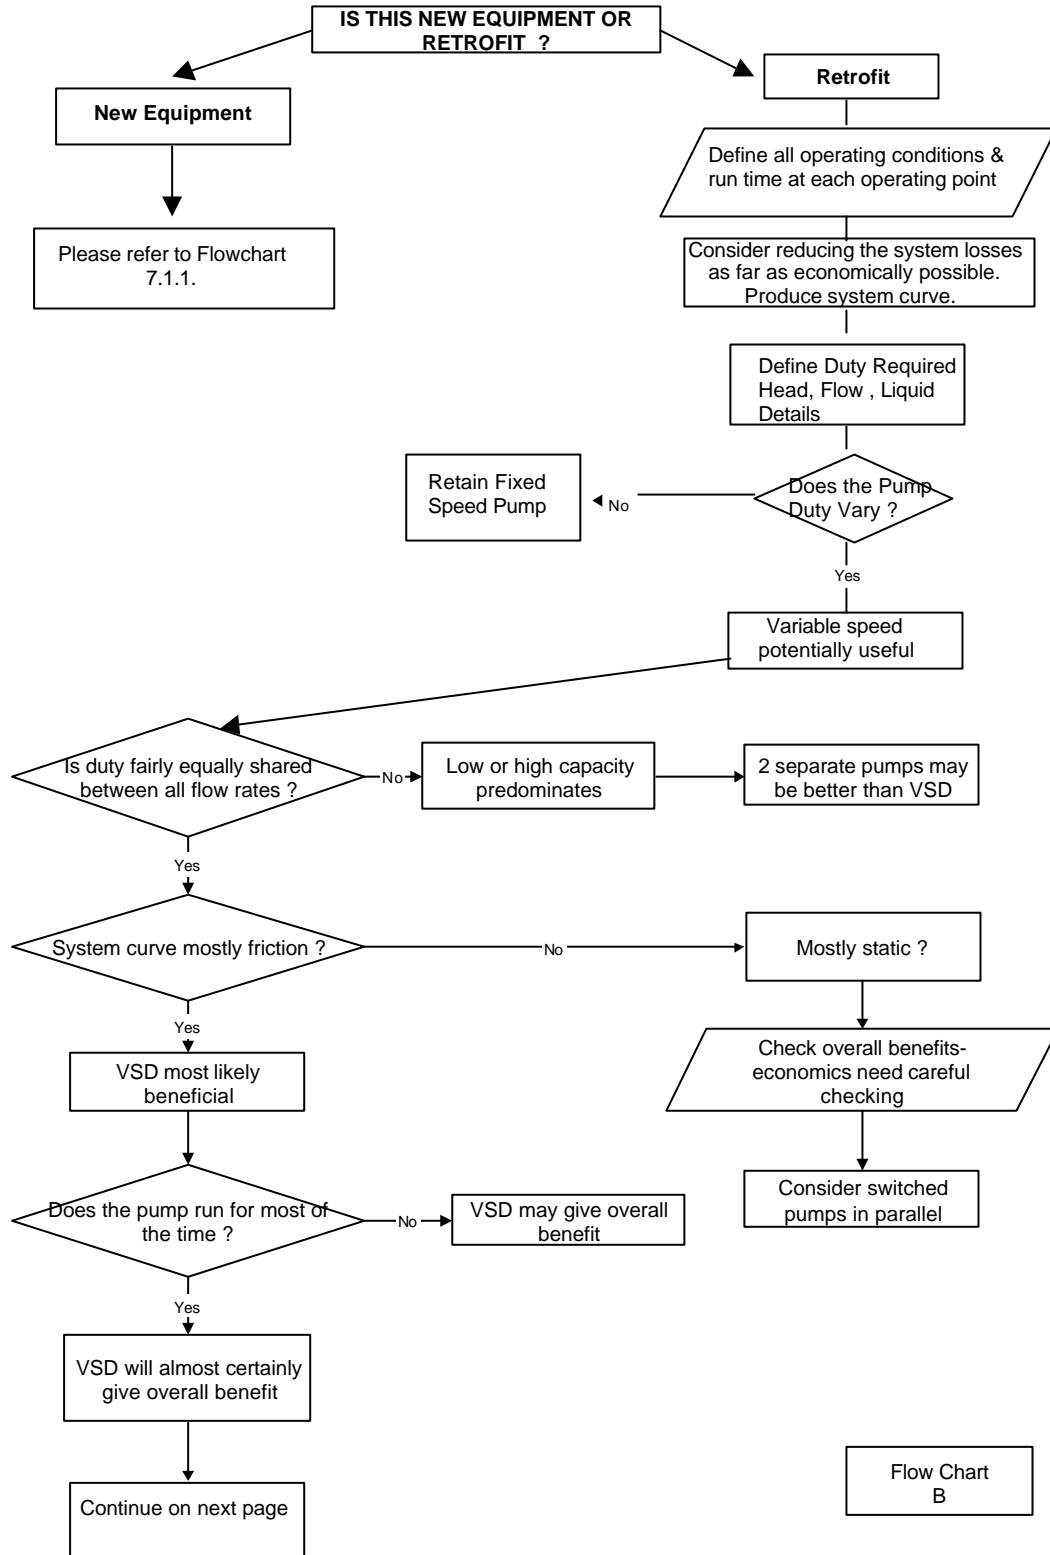 IS THIS NEW EQUIPMENT OR
RETROFIT ?
New Equipment
Retrofit
Please refer to Flowchart
7.1.1.
Define all operating conditions &
run time at each operating point
Consider reducing the system losses
as far as economically possible.
Produce system curve.
Define Duty Required
Head, Flow , Liquid
Details
Does the Pump
Duty Vary ?
No
Retain Fixed
Speed Pump
Yes
Variable speed
potentially useful
Is duty fairly equally shared
between all flow rates ?
No
Low or high capacity
predominates
2 separate pumps may
be better than VSD
Yes
System curve mostly friction ?
No
Mostly static ?
Check overall benefits-
economics need careful
checking
Consider switched
pumps in parallel
Yes
VSD most likely
beneficial
Does the pump run for most of
the time ?
No
VSD may give overall
benefit
Yes
VSD will almost certainly
give overall benefit
Continue on next page
Flow Chart
B